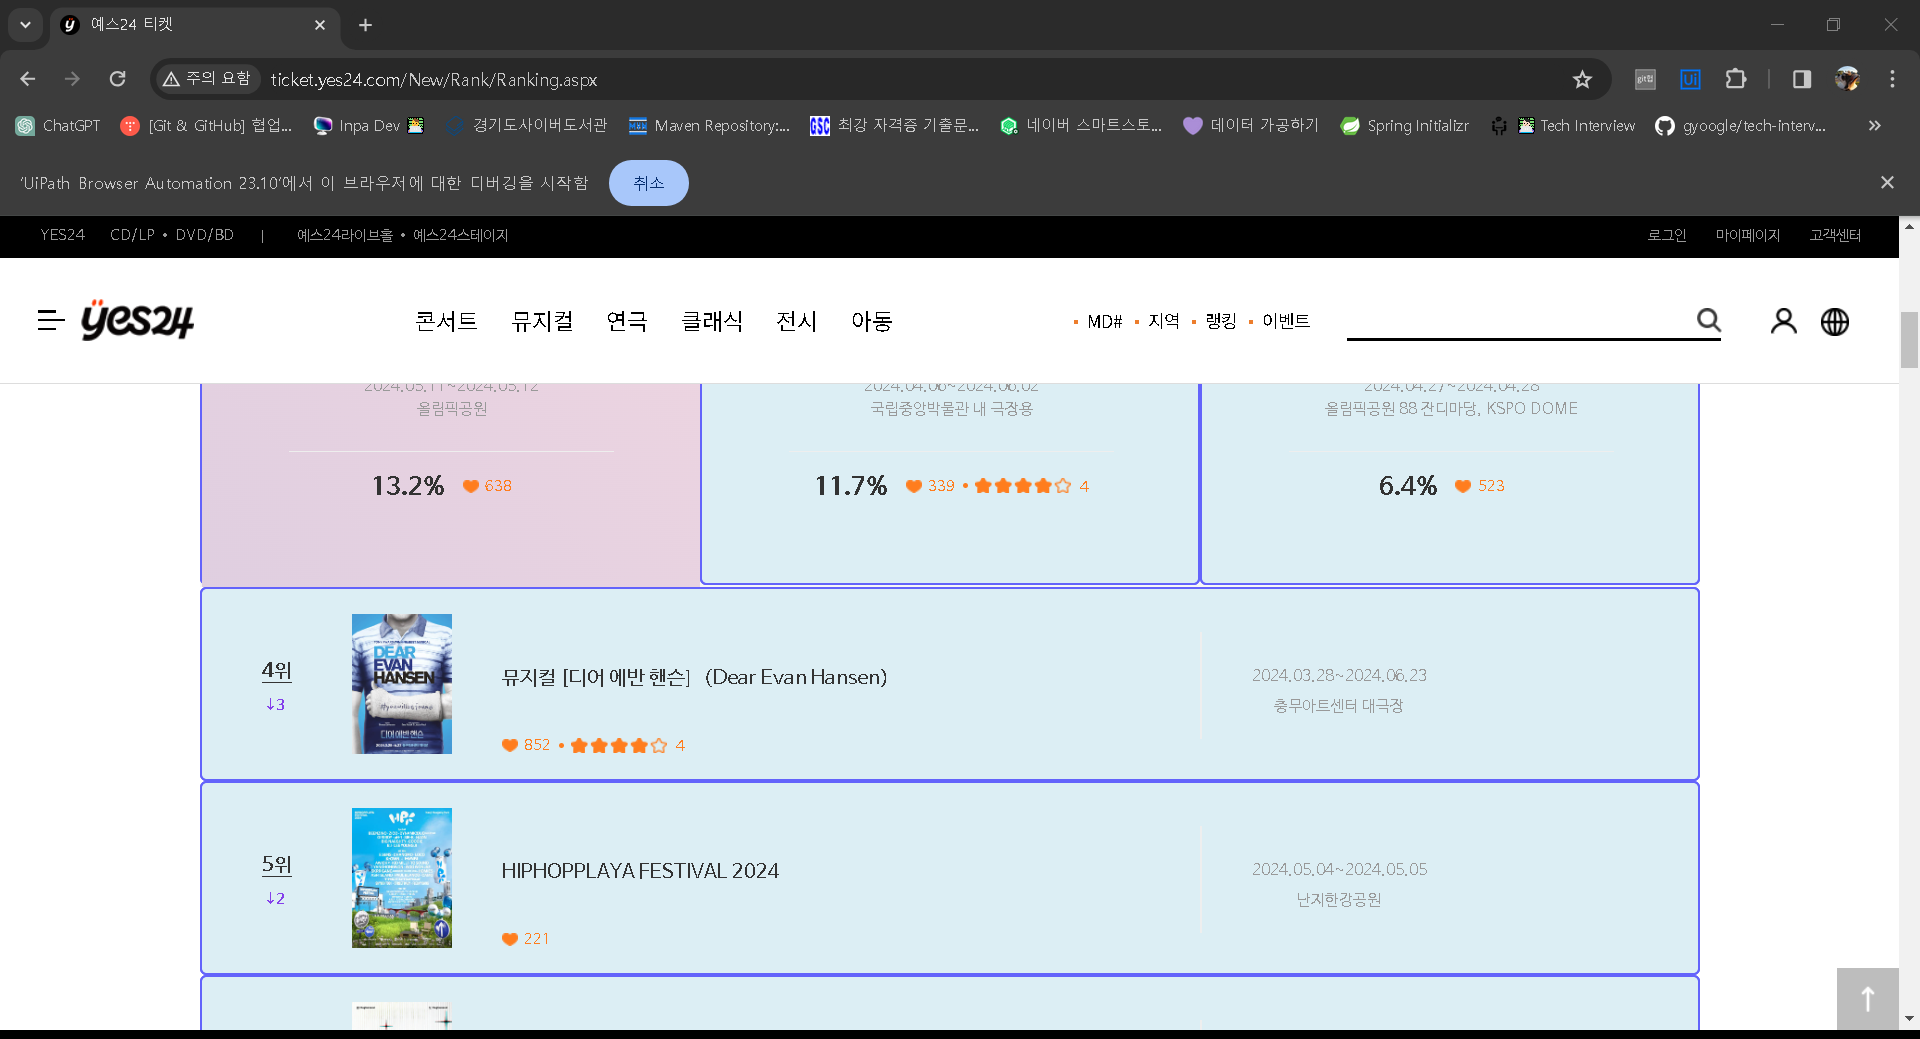 예스24 티켓
주의 요함 ticket.yes24.com/New/Rank/Ranking.aspx
ChatGPT [Git & GitHub] 협업... Inpa Dev 경기도사이버도서관 Maven Repository:... GSC 최강 자격증 기출문... 네이버 스마트스토... 데이터 가공하기 Spring Initializr Tech Interview gyoogle/tech-interv...
'UiPath Browser Automation 23.10'에서 이 브라우저에 대한 디버깅을 시작함 취소
YES24 CD/LP • DVD/BD | 예스24라이브홀 • 예스24스테이지 로그인 마이페이지 고객센터
yes24 콘서트 뮤지컬 연극 클래식 전시 아동 • MD# • 지역 • 랭킹 • 이벤트
2024.05.11~2024.05.12 2024.04.06~2024.06.02 2024.04.27~2024.04.28
올림픽공원 국립중앙박물관 내 극장용 올림픽공원 88 잔디마당, KSPO DOME
13.2% 638 11.7% 339 • 4 6.4% 523
DEAR
EVAN
HANSEN
디어 에반 핸슨
4위
↓3
뮤지컬 [디어 에반 핸슨] (Dear Evan Hansen)
852 • 4
2024.03.28~2024.06.23
충무아트센터 대극장
HPF
5위
↓2
HIPHOPPLAYA FESTIVAL 2024
221
2024.05.04~2024.05.05
난지한강공원